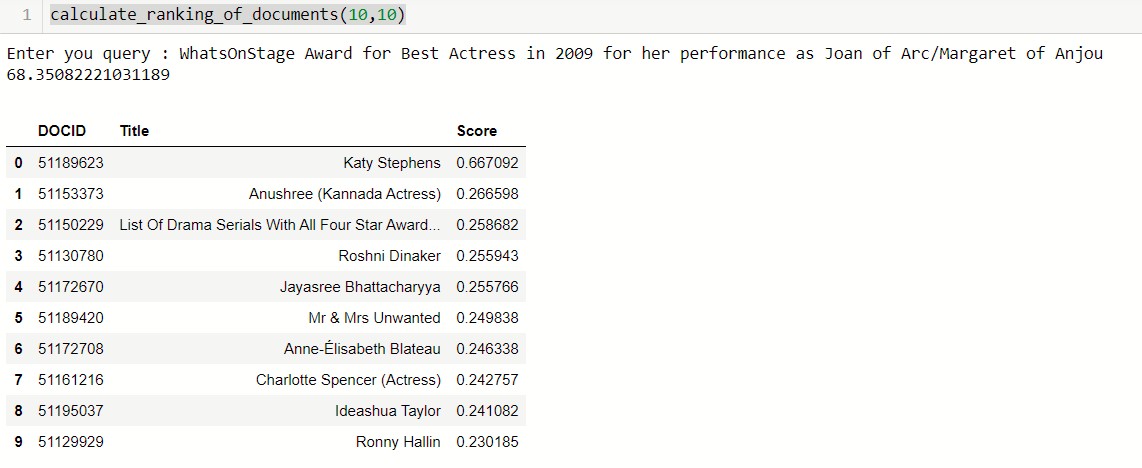 1 calculate_ranking_of_documents(10,10)
Enter you query : WhatsOnStage Award for Best Actress in 2009 for her performance as Joan of Arc/Margaret of Anjou
68.35082221031189
DOCID Title Score
0 51189623 Katy Stephens 0.667092
1 51153373 Anushree (Kannada Actress) 0.266598
2 51150229 List Of Drama Serials With All Four Star Award... 0.258682
3 51130780 Roshni Dinaker 0.255943
4 51172670 Jayasree Bhattacharyya 0.255766
5 51189420 Mr & Mrs Unwanted 0.249838
6 51172708 Anne-Élisabeth Blateau 0.246338
7 51161216 Charlotte Spencer (Actress) 0.242757
8 51195037 Ideashua Taylor 0.241082
9 51129929 Ronny Hallin 0.230185